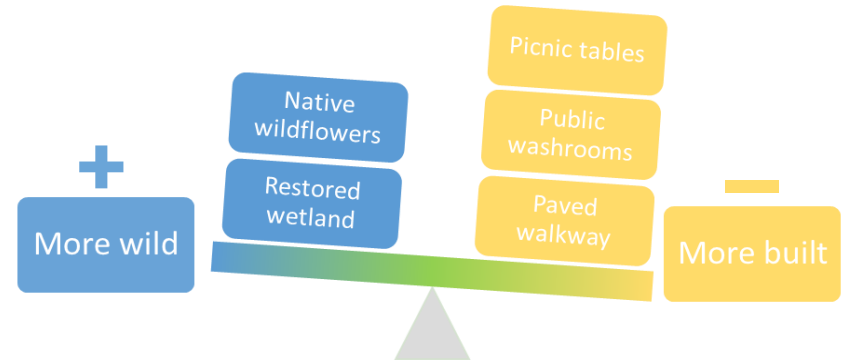 Picnic tables
Native
wildflowers
Public
washrooms
+
Restored
wetland
Paved
walkway
−
More wild
More built